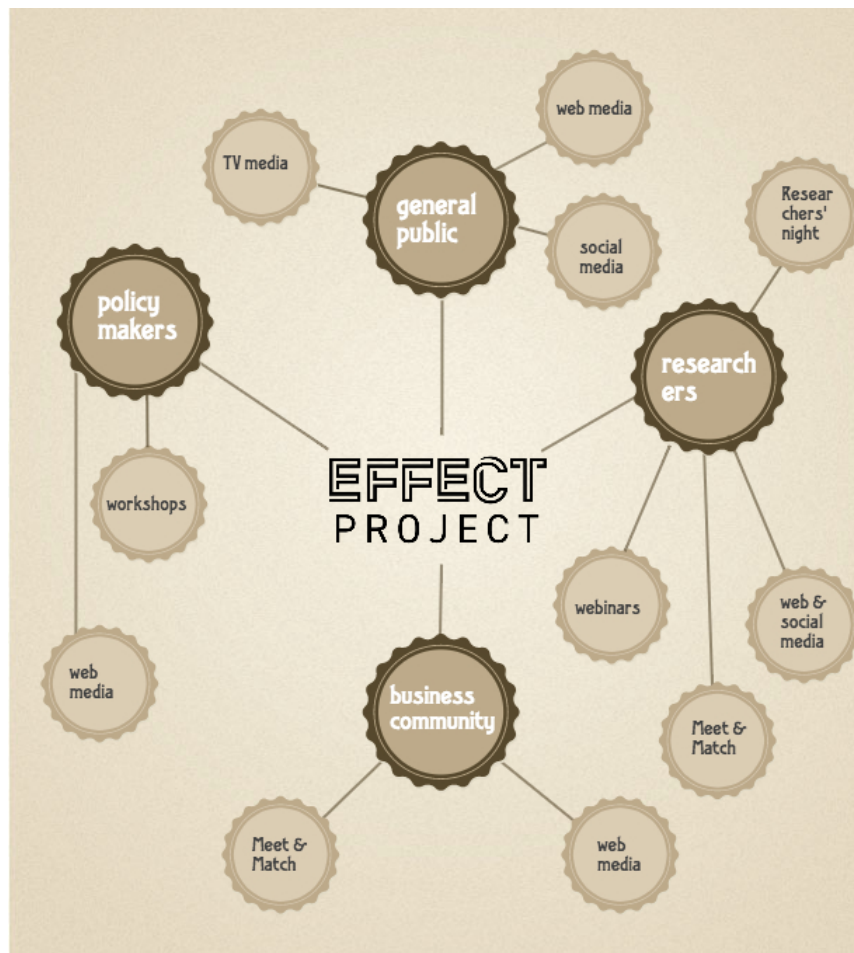 web media
TV media
general
public
social
media
Resear
chers'
night
policy
makers
research
ers
EFFECT
PROJECT
workshops
webinars
web &
social
media
web
media
business
community
Meet &
Match
Meet &
Match
web
media